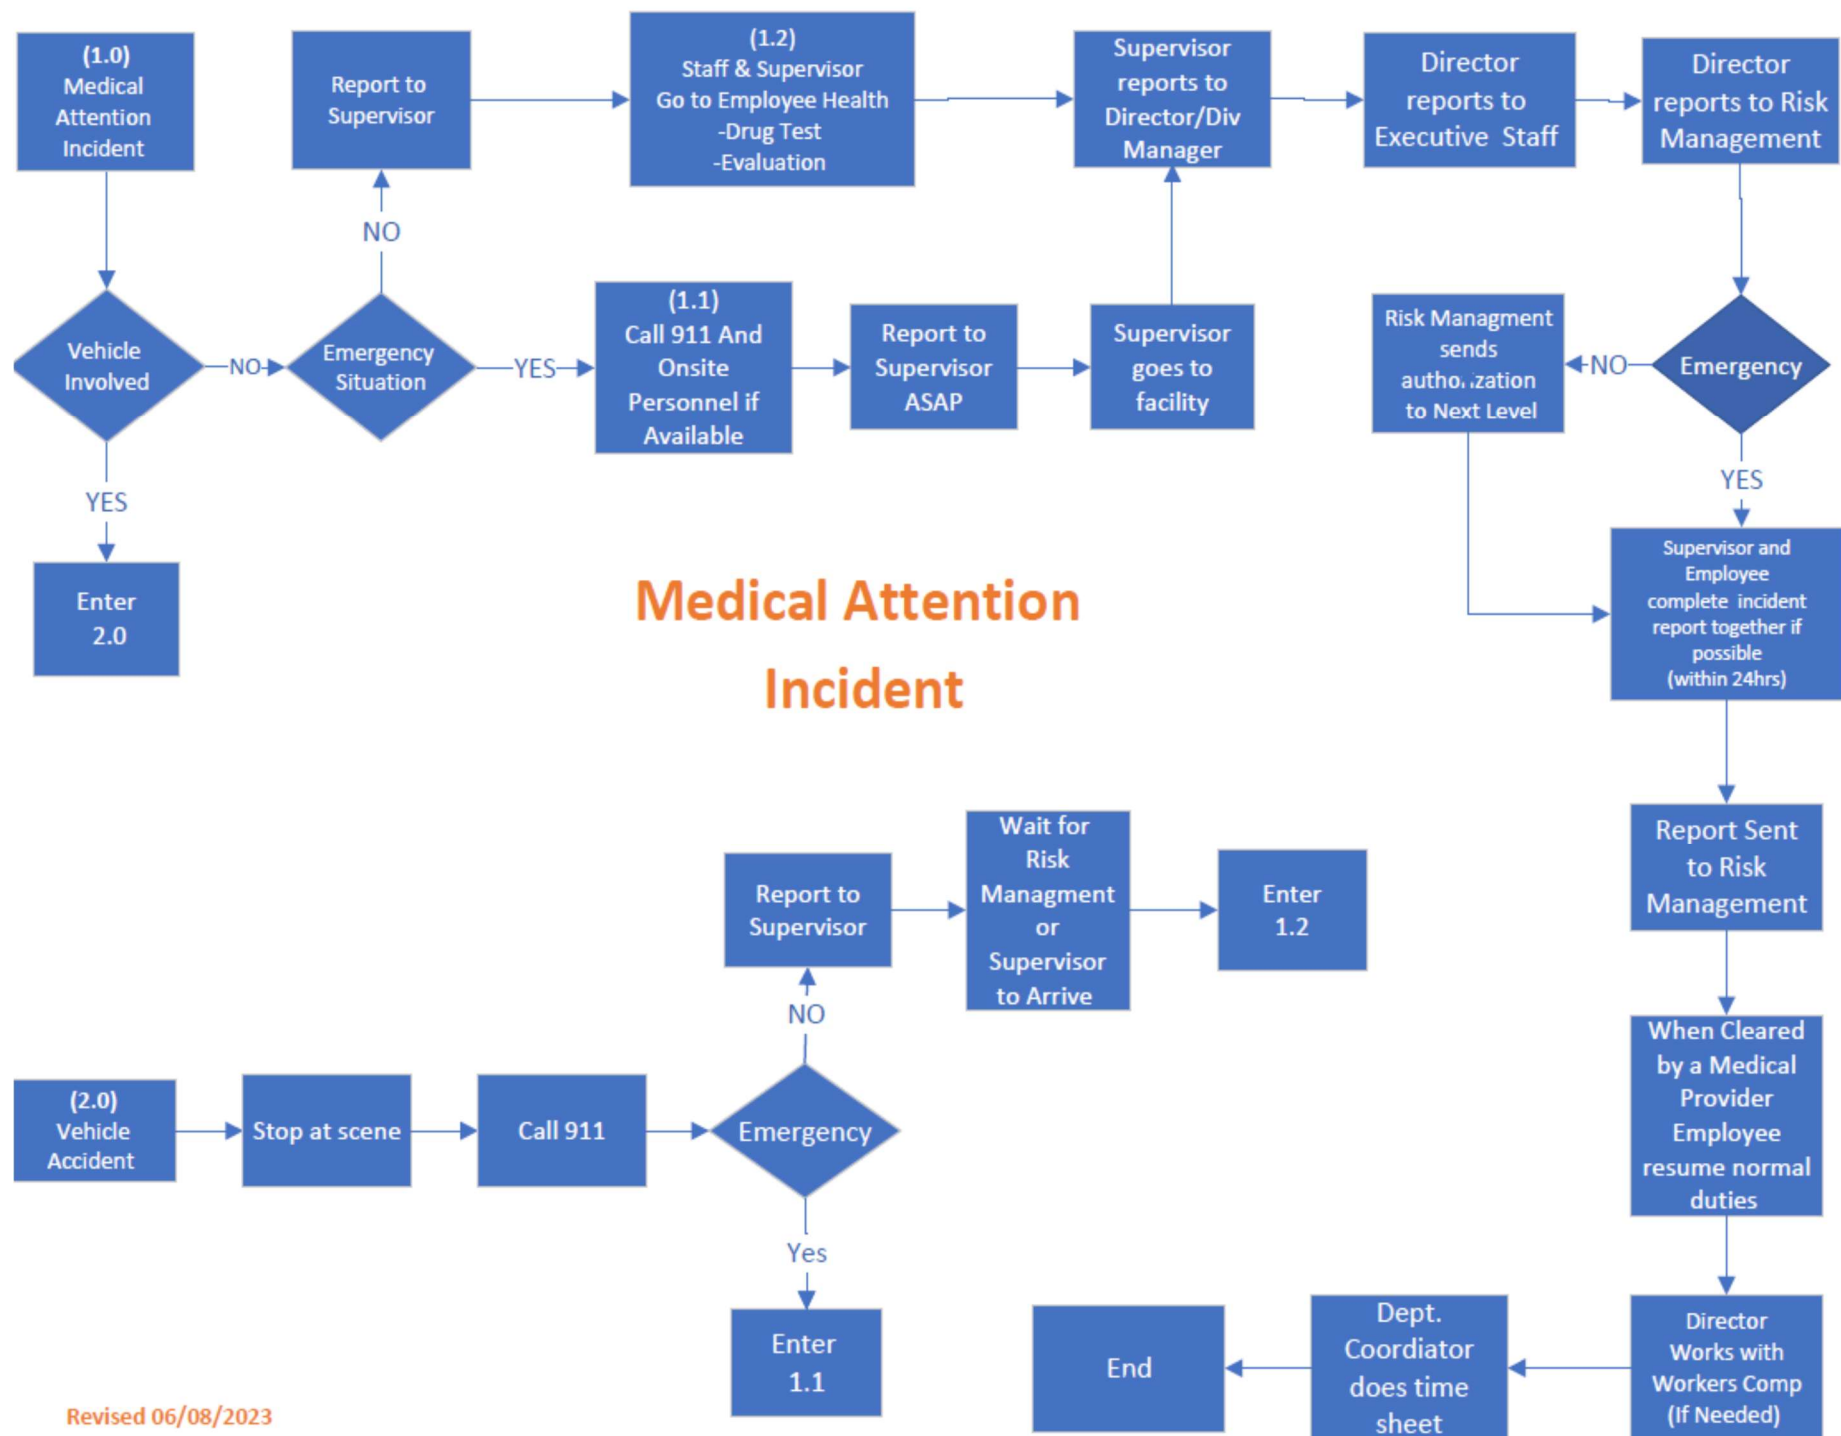 (1.0)
Medical
Attention
Incident
Report to
Supervisor
(1.2)
Staff & Supervisor
Go to Employee Health
-Drug Test
-Evaluation
Supervisor
reports to
Director/Div
Manager
Director
reports to
Executive Staff
Director
reports to Risk
Management
NO
Vehicle
Involved
NO
Emergency
Situation
YES
(1.1)
Call 911 And
Onsite
Personnel if
Available
Report to
Supervisor
ASAP
Supervisor
goes to
facility
Risk Managment
sends
authorization
to Next Level
NO
Emergency
YES
YES
Enter
2.0
Supervisor and
Employee
complete incident
report together if
possible
(within 24hrs)
Medical Attention
Incident
Report Sent
to Risk
Management
Report to
Supervisor
Wait for
Risk
Managment
or
Supervisor
to Arrive
Enter
1.2
NO
When Cleared
by a Medical
Provider
Employee
resume normal
duties
(2.0)
Vehicle
Accident
Stop at scene
Call 911
Emergency
Yes
Enter
1.1
End
Dept.
Coordiator
does time
sheet
Director
Works with
Workers Comp
(If Needed)
Revised 06/08/2023